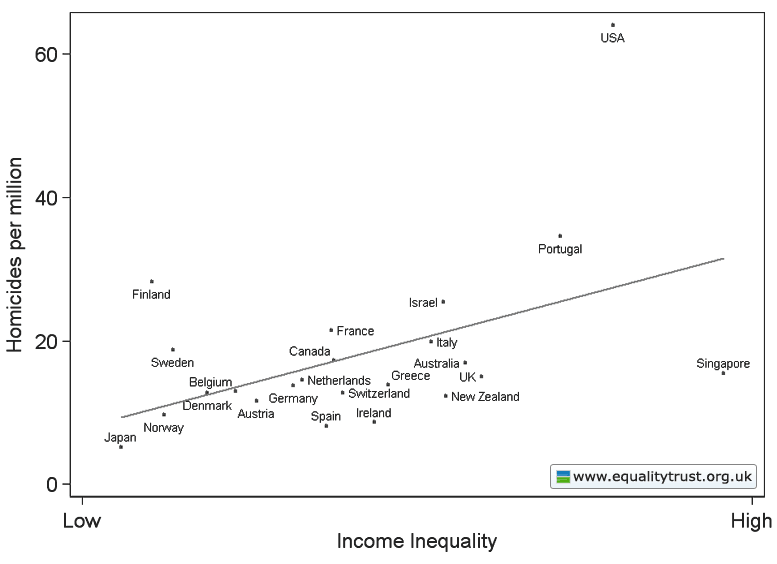 Homicides per million
60
40
20
0
USA
Portugal
Finland
Israel
France
Italy
Canada
Sweden
Australia
Singapore
UK
Greece
Belgium
Netherlands
Denmark
Germany
Switzerland
New Zealand
Austria
Spain
Ireland
Norway
Japan
www.equalitytrust.org.uk
Low
High
Income Inequality